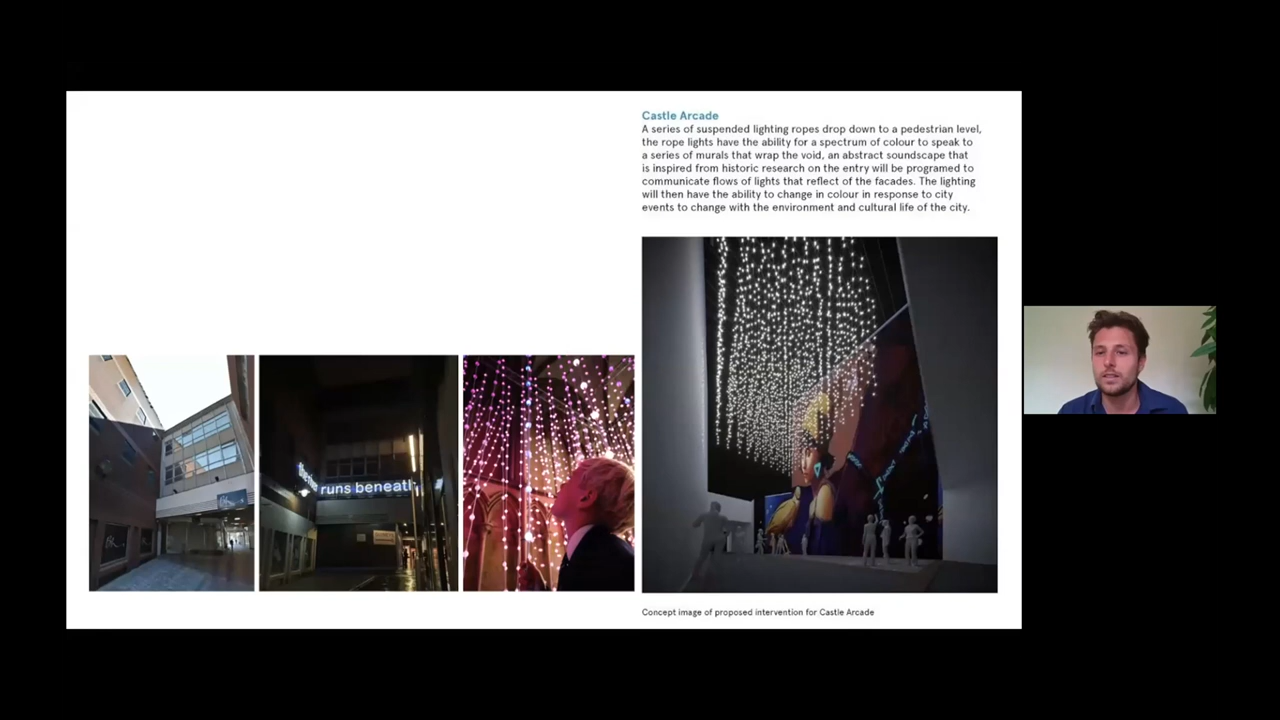 Castle Arcade
A series of suspended lighting ropes drop down to a pedestrian level,
the rope lights have the ability for a spectrum of colour to speak to
a series of murals that wrap the void, an abstract soundscape that
is inspired from historic research on the entry will be programed to
communicate flows of lights that reflect of the facades. The lighting
will then have the ability to change in colour in response to city
events to change with the environment and cultural life of the city.
runs beneath
Concept image of proposed intervention for Castle Arcade